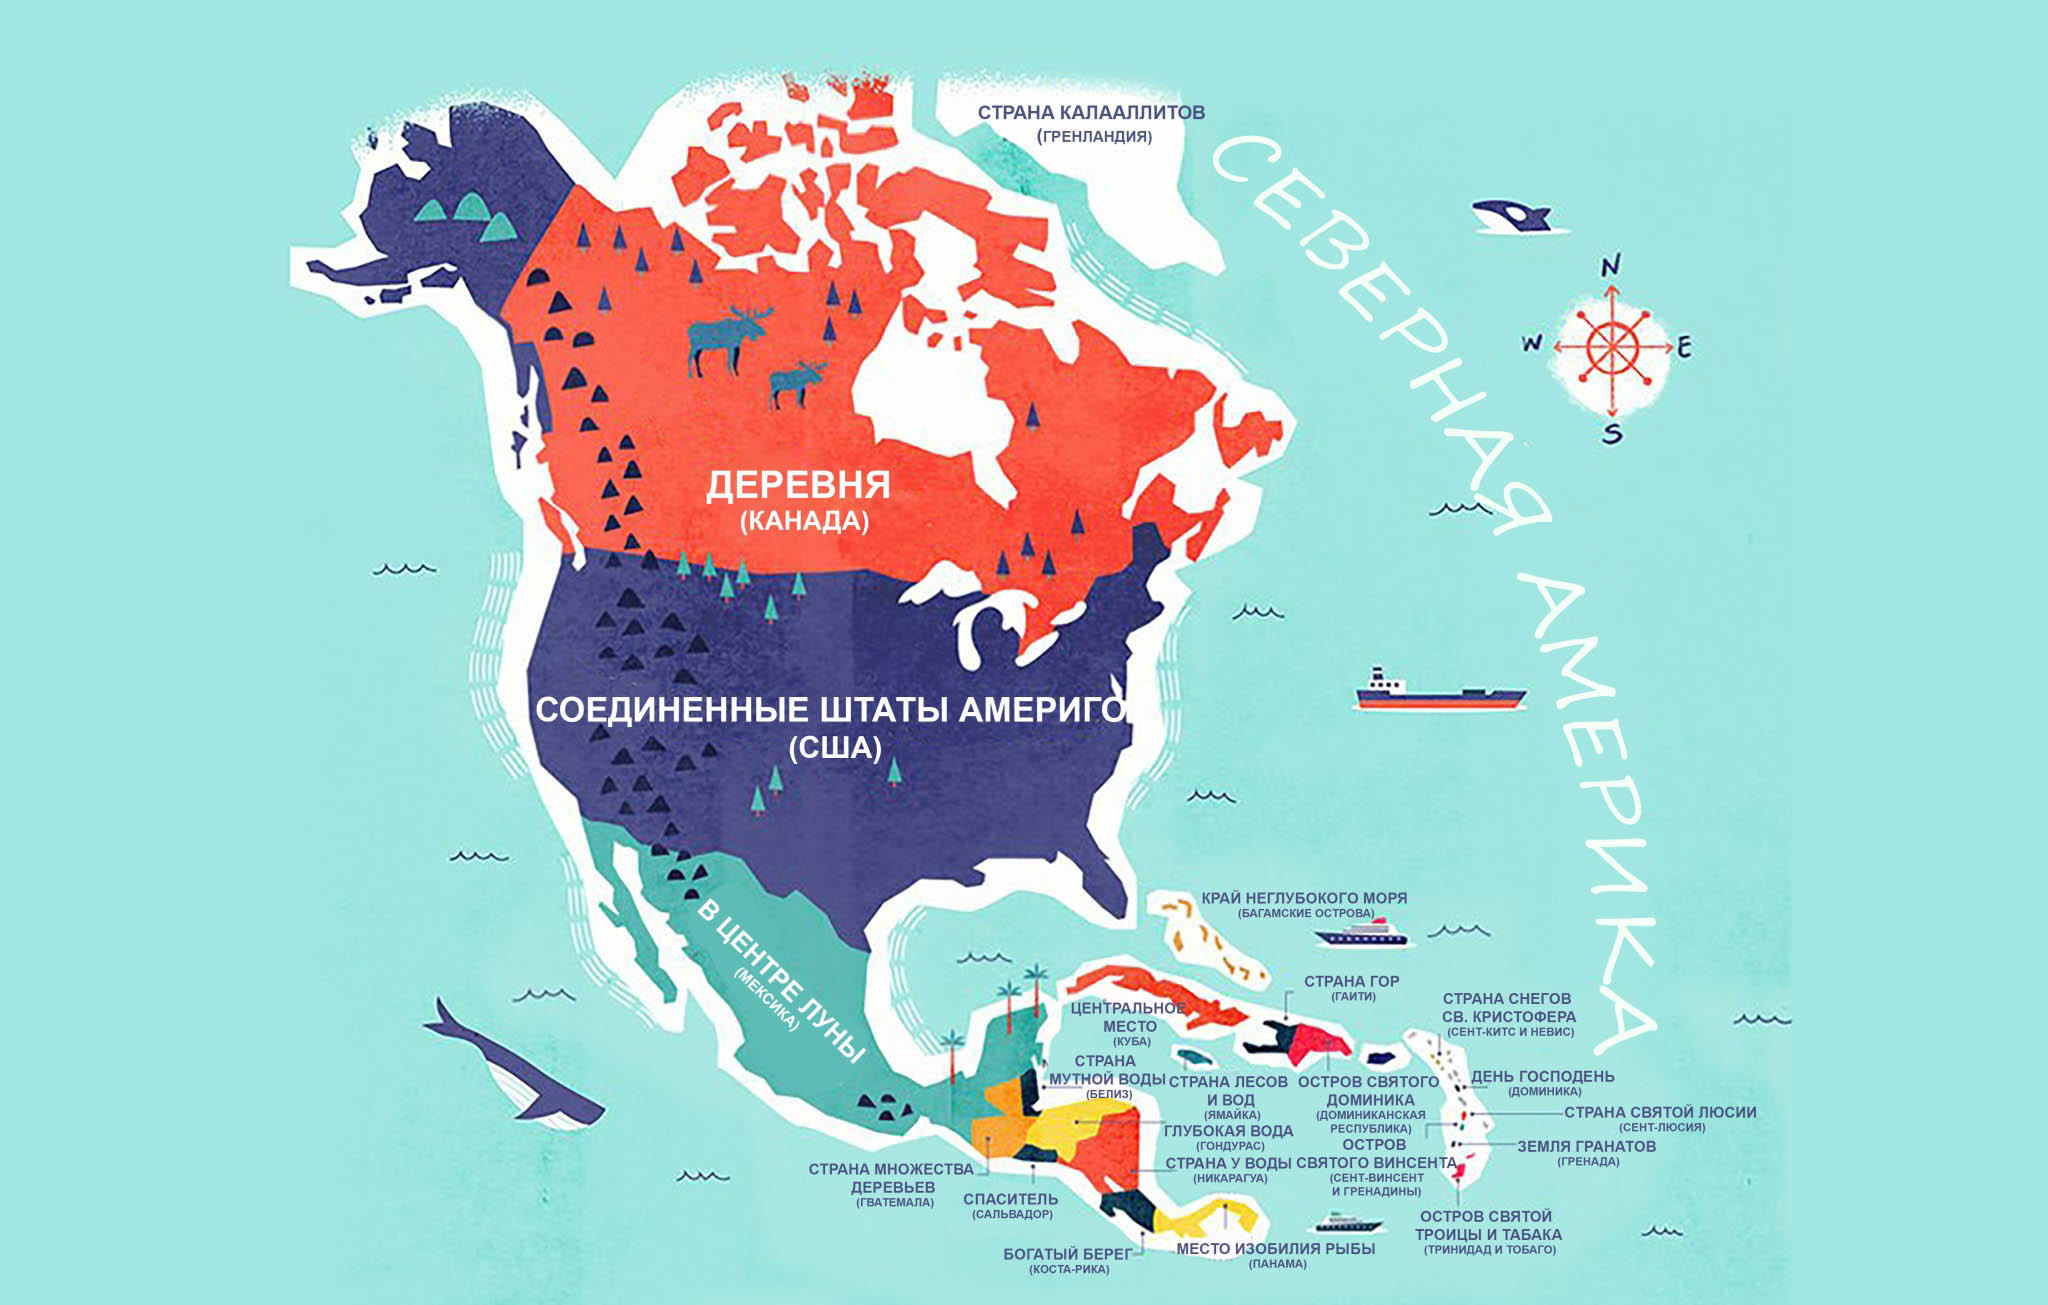 СТРАНА КАЛААЛЛИТОВ
(ГРЕНЛАНДИЯ)
СЕВЕРНАЯ АМЕРИКА
N
W
E
S
ДЕРЕВНЯ
(КАНАДА)
СОЕДИНЕННЫЕ ШТАТЫ АМЕРИГО
(США)
В ЦЕНТРЕ ЛУНЫ
(МЕКСИКА)
КРАЙ НЕГЛУБОКОГО МОРЯ
(БАГАМСКИЕ ОСТРОВА)
СТРАНА ГОР
(ГАИТИ)
ЦЕНТРАЛЬНОЕ
МЕСТО
(КУБА)
СТРАНА СНЕГОВ
СВ. КРИСТОФЕРА
(СЕНТ-КИТС И НЕВИС)
СТРАНА
МУТНОЙ ВОДЫ
(БЕЛИЗ)
СТРАНА ЛЕСОВ
И ВОД
(ЯМАЙКА)
ОСТРОВ СВЯТОГО
ДОМИНИКА
(ДОМИНИКАНСКАЯ
РЕСПУБЛИКА)
ДЕНЬ ГОСПОДЕНЬ
(ДОМИНИКА)
СТРАНА СВЯТОЙ ЛЮСИИ
(СЕНТ-ЛЮСИЯ)
ГЛУБОКАЯ ВОДА
(ГОНДУРАС)
ОСТРОВ
СВЯТОГО ВИНСЕНТА
(СЕНТ-ВИНСЕНТ
И ГРЕНАДИНЫ)
ЗЕМЛЯ ГРАНАТОВ
(ГРЕНАДА)
СТРАНА У ВОДЫ
(НИКАРАГУА)
СТРАНА МНОЖЕСТВА
ДЕРЕВЬЕВ
(ГВАТЕМАЛА)
СПАСИТЕЛЬ
(САЛЬВАДОР)
ОСТРОВ СВЯТОЙ
ТРОИЦЫ И ТАБАКА
(ТРИНИДАД И ТОБАГО)
БОГАТЫЙ БЕРЕГ
(КОСТА-РИКА)
МЕСТО ИЗОБИЛИЯ РЫБЫ
(ПАНАМА)